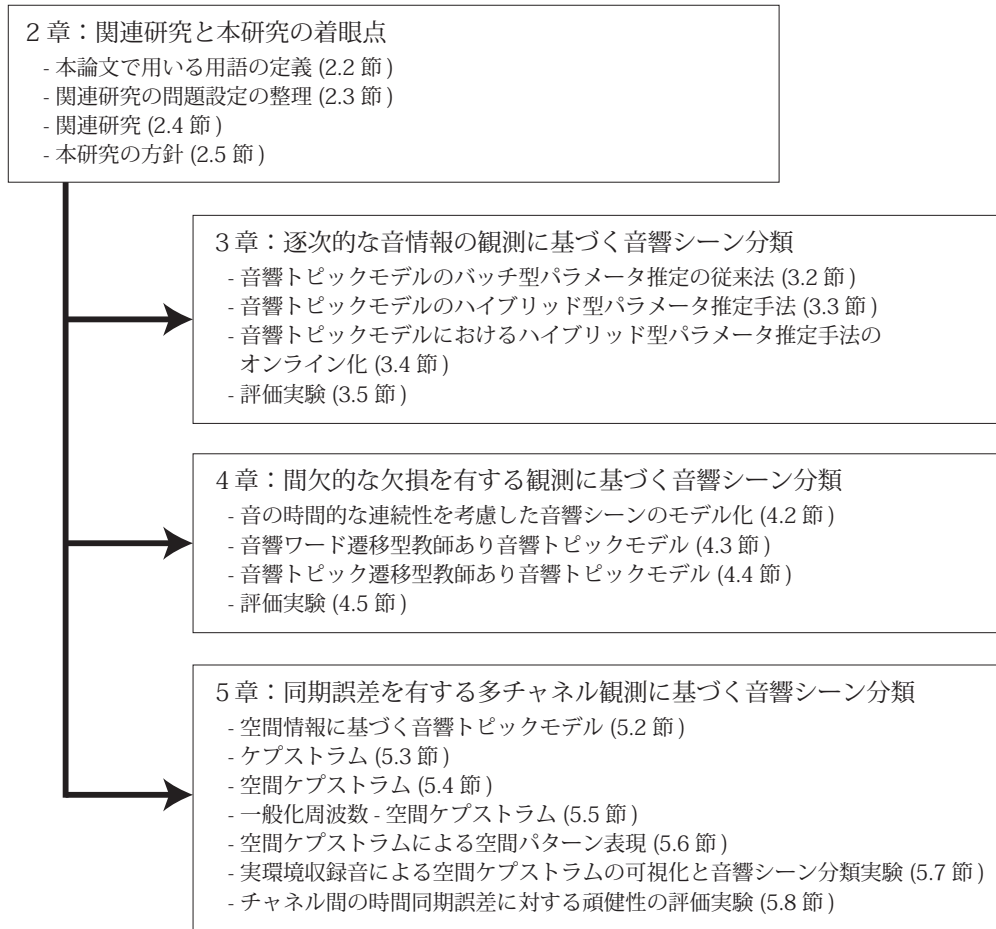 2 章：関連研究と本研究の着眼点
- 本論文で用いる用語の定義 (2.2 節 )
- 関連研究の問題設定の整理 (2.3 節 )
- 関連研究 (2.4 節 )
- 本研究の方針 (2.5 節 )
3 章：逐次的な音情報の観測に基づく音響シーン分類
- 音響トピックモデルのバッチ型パラメータ推定の従来法 (3.2 節 )
- 音響トピックモデルのハイブリッド型パラメータ推定手法 (3.3 節 )
- 音響トピックモデルにおけるハイブリッド型パラメータ推定手法の
オンライン化 (3.4 節 )
- 評価実験 (3.5 節 )
4 章：間欠的な欠損を有する観測に基づく音響シーン分類
- 音の時間的な連続性を考慮した音響シーンのモデル化 (4.2 節 )
- 音響ワード遷移型教師あり音響トピックモデル (4.3 節 )
- 音響トピック遷移型教師あり音響トピックモデル (4.4 節 )
- 評価実験 (4.5 節 )
5 章：同期誤差を有する多チャネル観測に基づく音響シーン分類
- 空間情報に基づく音響トピックモデル (5.2 節 )
- ケプストラム (5.3 節 )
- 空間ケプストラム (5.4 節 )
- 一般化周波数 - 空間ケプストラム (5.5 節 )
- 空間ケプストラムによる空間パターン表現 (5.6 節 )
- 実環境収録音による空間ケプストラムの可視化と音響シーン分類実験 (5.7 節 )
- チャネル間の時間同期誤差に対する頑健性の評価実験 (5.8 節 )